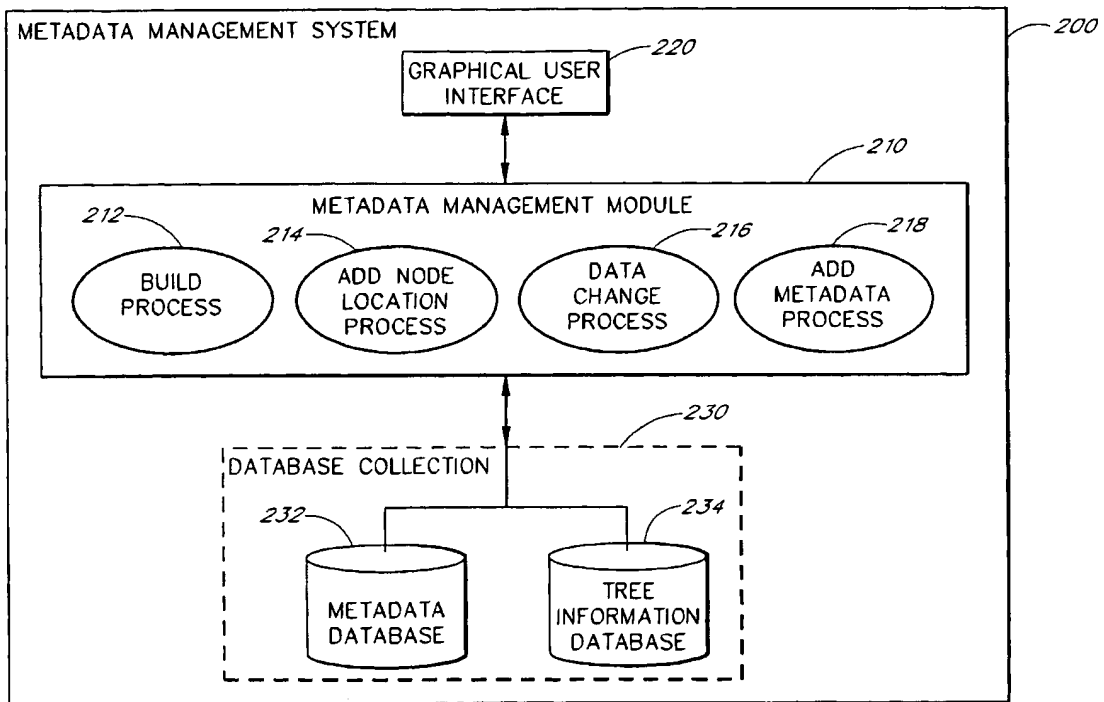 METADATA MANAGEMENT SYSTEM
200
220
GRAPHICAL USER
INTERFACE
210
METADATA MANAGEMENT MODULE
212
BUILD
PROCESS
214
ADD NODE
LOCATION
PROCESS
216
DATA
CHANGE
PROCESS
218
ADD
METADATA
PROCESS
230
DATABASE COLLECTION
232
METADATA
DATABASE
234
TREE
INFORMATION
DATABASE